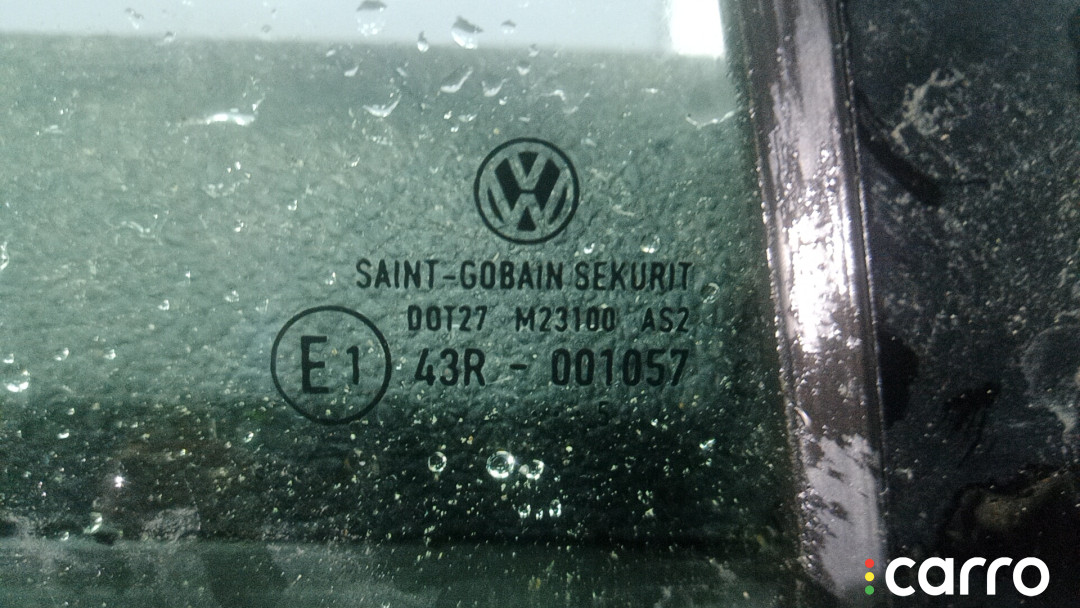 SAINT-GOBAIN SEKURIT
DOT27 M23100 AS2
E1 43R - 001057
5
carro